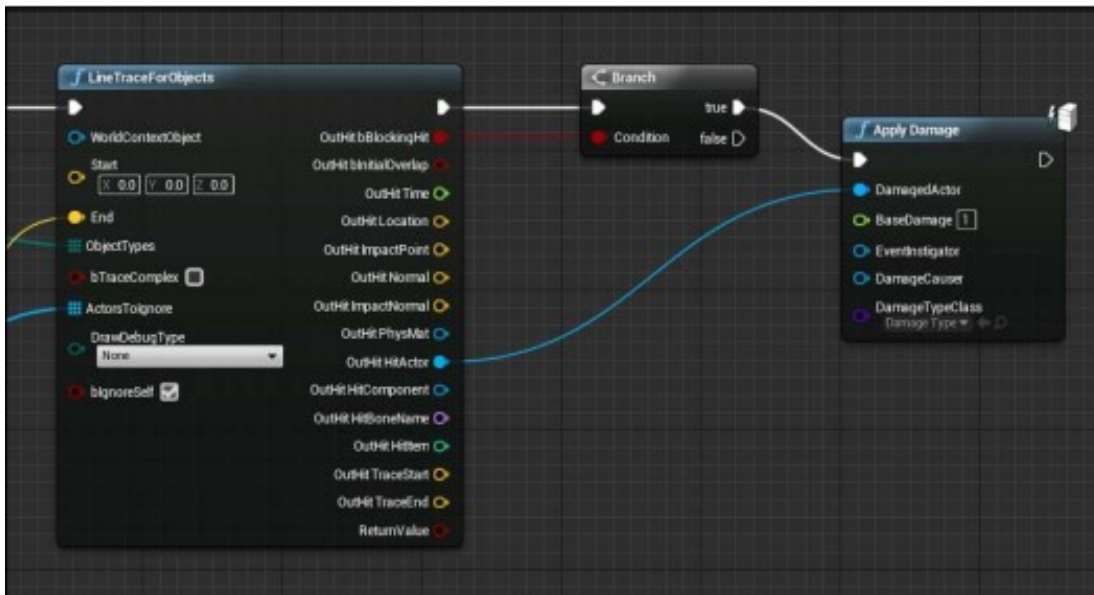 LineTraceForObjects
WorldContextObject
Start
X 0.0 Y 0.0 Z 0.0
End
ObjectTypes
bTraceComplex
ActorsToIgnore
DrawDebugType
None
bIgnoreSelf
OutHit bBlockingHit
OutHit bInitialOverlap
OutHit Time
OutHit Location
OutHit ImpactPoint
OutHit Normal
OutHit ImpactNormal
OutHit PhysMat
OutHit HitActor
OutHit HitComponent
OutHit HitBoneName
OutHit HitItem
OutHit TraceStart
OutHit TraceEnd
ReturnValue
Branch
Condition
true
false
Apply Damage
DamagedActor
BaseDamage 1
EventInstigator
DamageCauser
DamageTypeClass
Damage Type